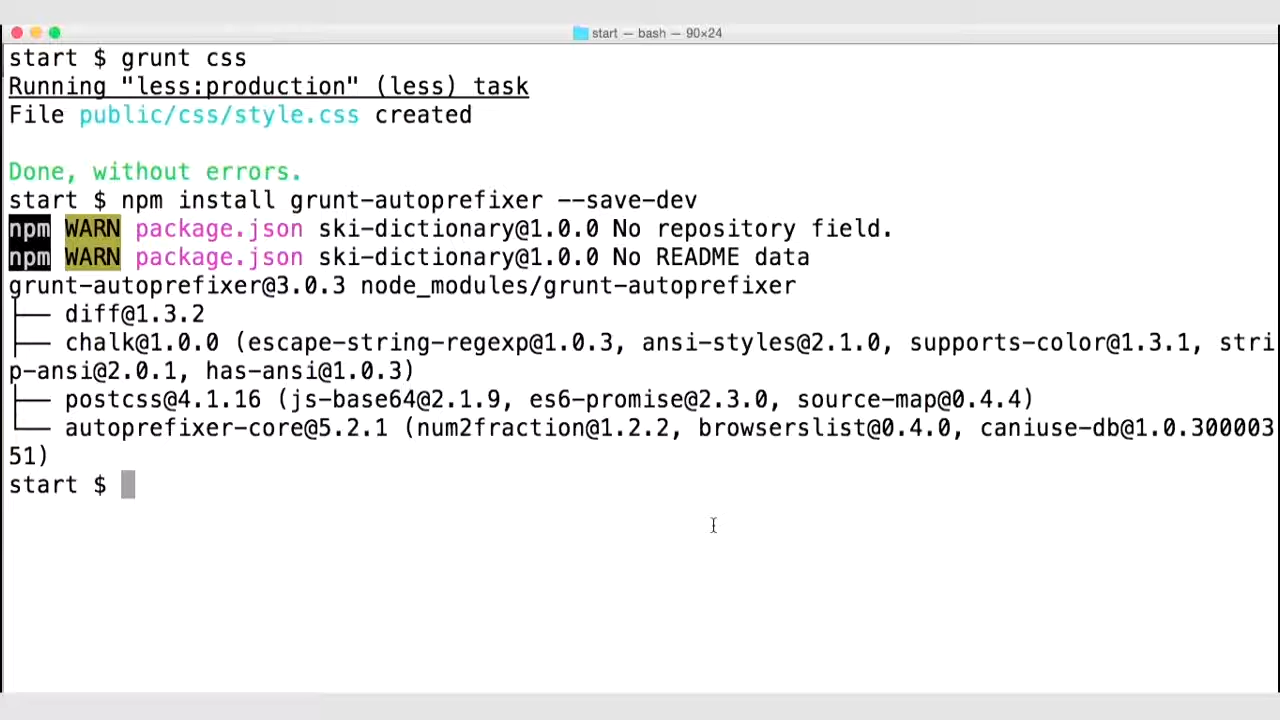 start — bash — 90×24
start $ grunt css
Running "less:production" (less) task
File public/css/style.css created
Done, without errors.
start $ npm install grunt-autoprefixer --save-dev
npm WARN package.json ski-dictionary@1.0.0 No repository field.
npm WARN package.json ski-dictionary@1.0.0 No README data
grunt-autoprefixer@3.0.3 node_modules/grunt-autoprefixer
├── diff@1.3.2
├── chalk@1.0.0 (escape-string-regexp@1.0.3, ansi-styles@2.1.0, supports-color@1.3.1, stri
p-ansi@2.0.1, has-ansi@1.0.3)
├── postcss@4.1.16 (js-base64@2.1.9, es6-promise@2.3.0, source-map@0.4.4)
└── autoprefixer-core@5.2.1 (num2fraction@1.2.2, browserslist@0.4.0, caniuse-db@1.0.300003
51)
start $